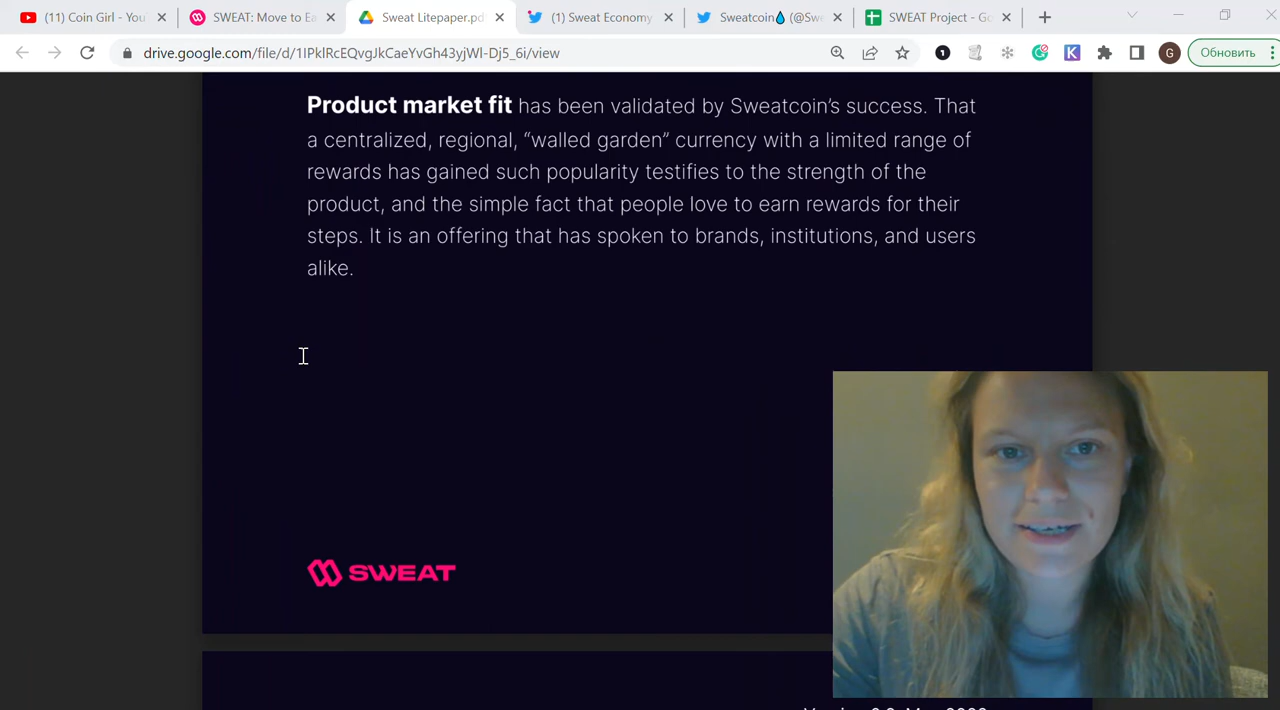 (11) Coin Girl - You
SWEAT: Move to Ea
Sweat Litepaper.pd
(1) Sweat Economy
Sweatcoin💧 (@Swe
SWEAT Project - Go
drive.google.com/file/d/1IPkIRcEQvgJkCaeYvGh43yjWl-Dj5_6i/view
G
Обновить
Product market fit has been validated by Sweatcoin's success. That
a centralized, regional, “walled garden” currency with a limited range of
rewards has gained such popularity testifies to the strength of the
product, and the simple fact that people love to earn rewards for their
steps. It is an offering that has spoken to brands, institutions, and users
alike.
SWEAT